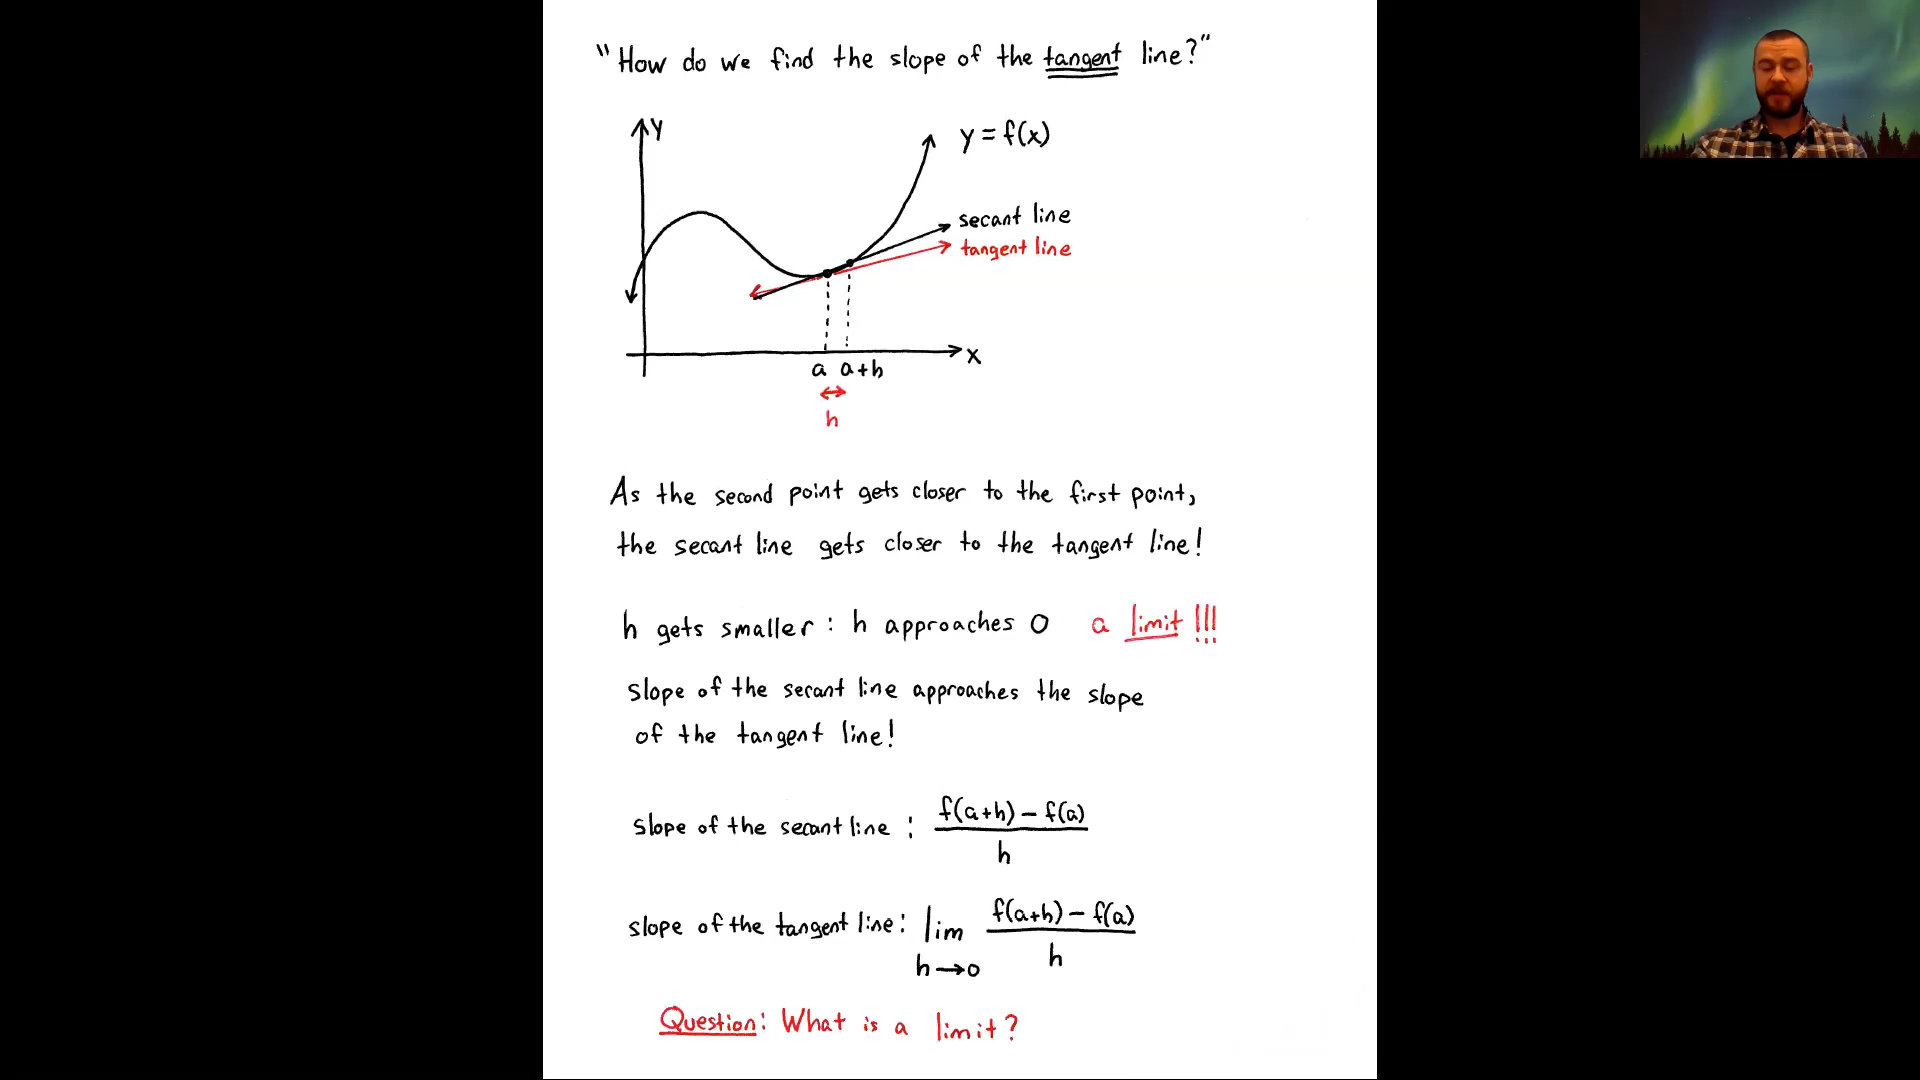 "How do we find the slope of the tangent line?"
y
y = f(x)
secant line
tangent line
x
a a+h
h
As the second point gets closer to the first point,
the secant line gets closer to the tangent line!
h gets smaller : h approaches 0 a limit !!!
slope of the secant line approaches the slope
of the tangent line!
slope of the secant line : f(a+h) - f(a)
h
slope of the tangent line: lim f(a+h) - f(a)
h→0 h
Question: What is a limit?